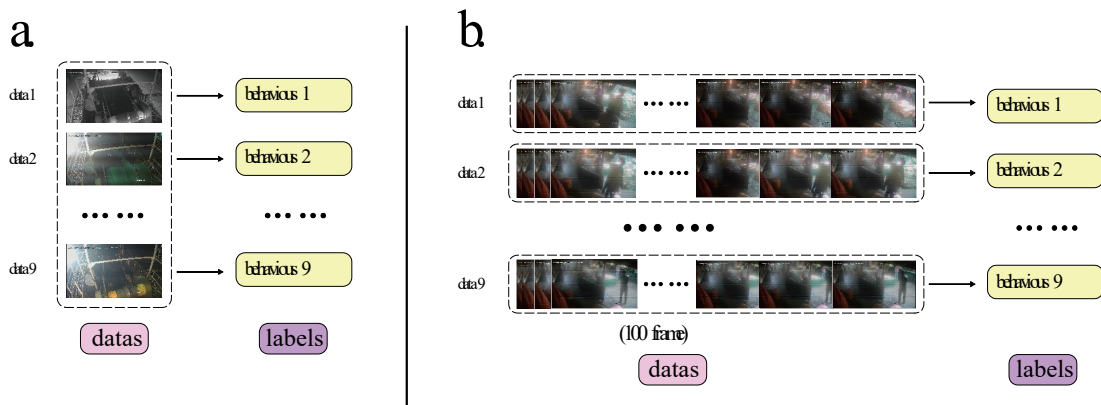 a.
data1
behavious 1
data2
behavious 2
data9
behavious 9
datas
labels
b.
data1
behavious 1
data2
behavious 2
data9
behavious 9
(100 frame)
datas
labels